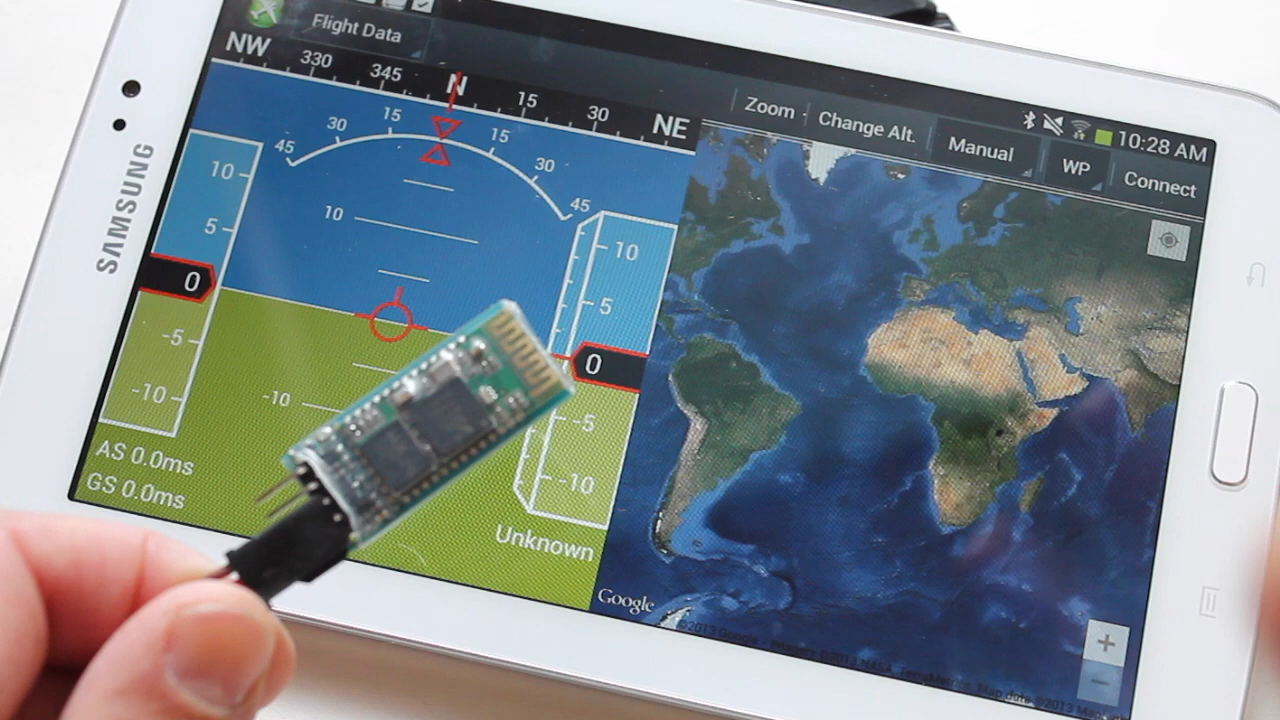 SAMSUNG
Flight Data
NW 330 345 N 15 30 NE
Zoom Change Alt. Manual WP Connect
10:28 AM
45 30 15 15 30 45
10
5
0
-5
-10
10
-10
10
5
0
-5
-10
AS 0.0ms
GS 0.0ms
Unknown
Google
+
-